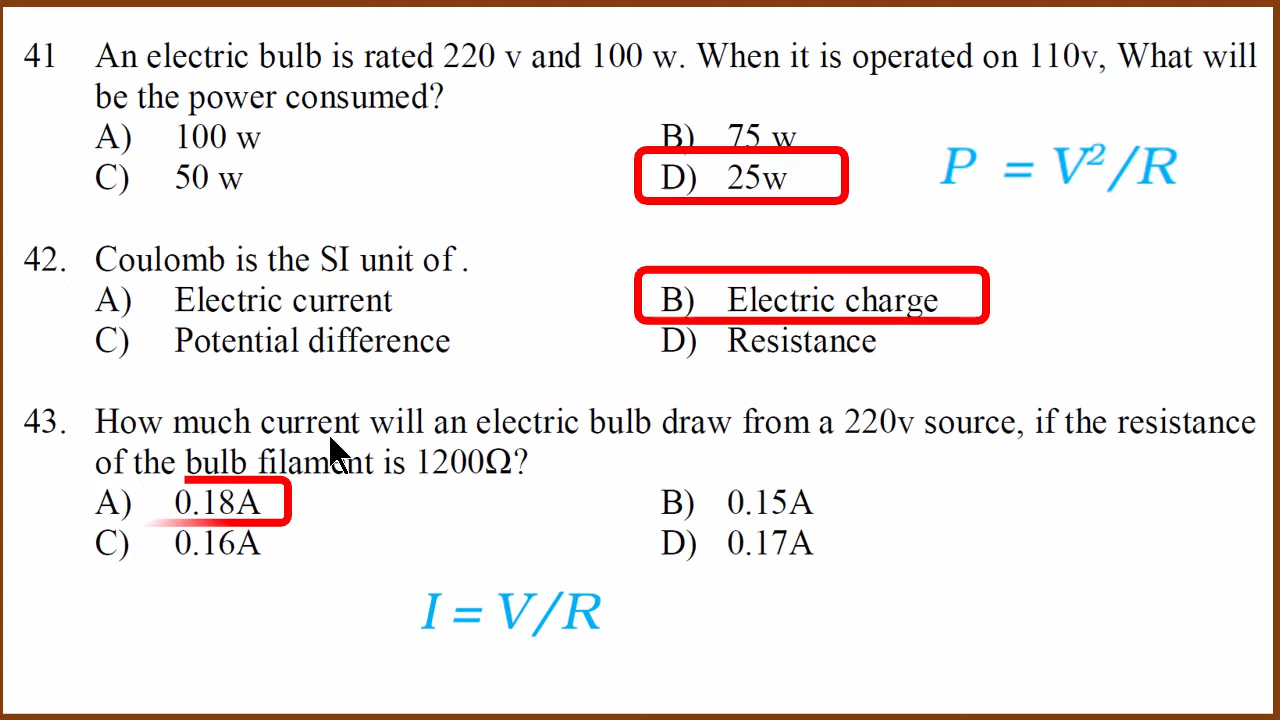 41 An electric bulb is rated 220 v and 100 w. When it is operated on 110v, What will
be the power consumed?
A) 100 w B) 75 w
C) 50 w D) 25w
P = V²/R
42. Coulomb is the SI unit of .
A) Electric current B) Electric charge
C) Potential difference D) Resistance
43. How much current will an electric bulb draw from a 220v source, if the resistance
of the bulb filament is 1200Ω?
A) 0.18A B) 0.15A
C) 0.16A D) 0.17A
I = V/R